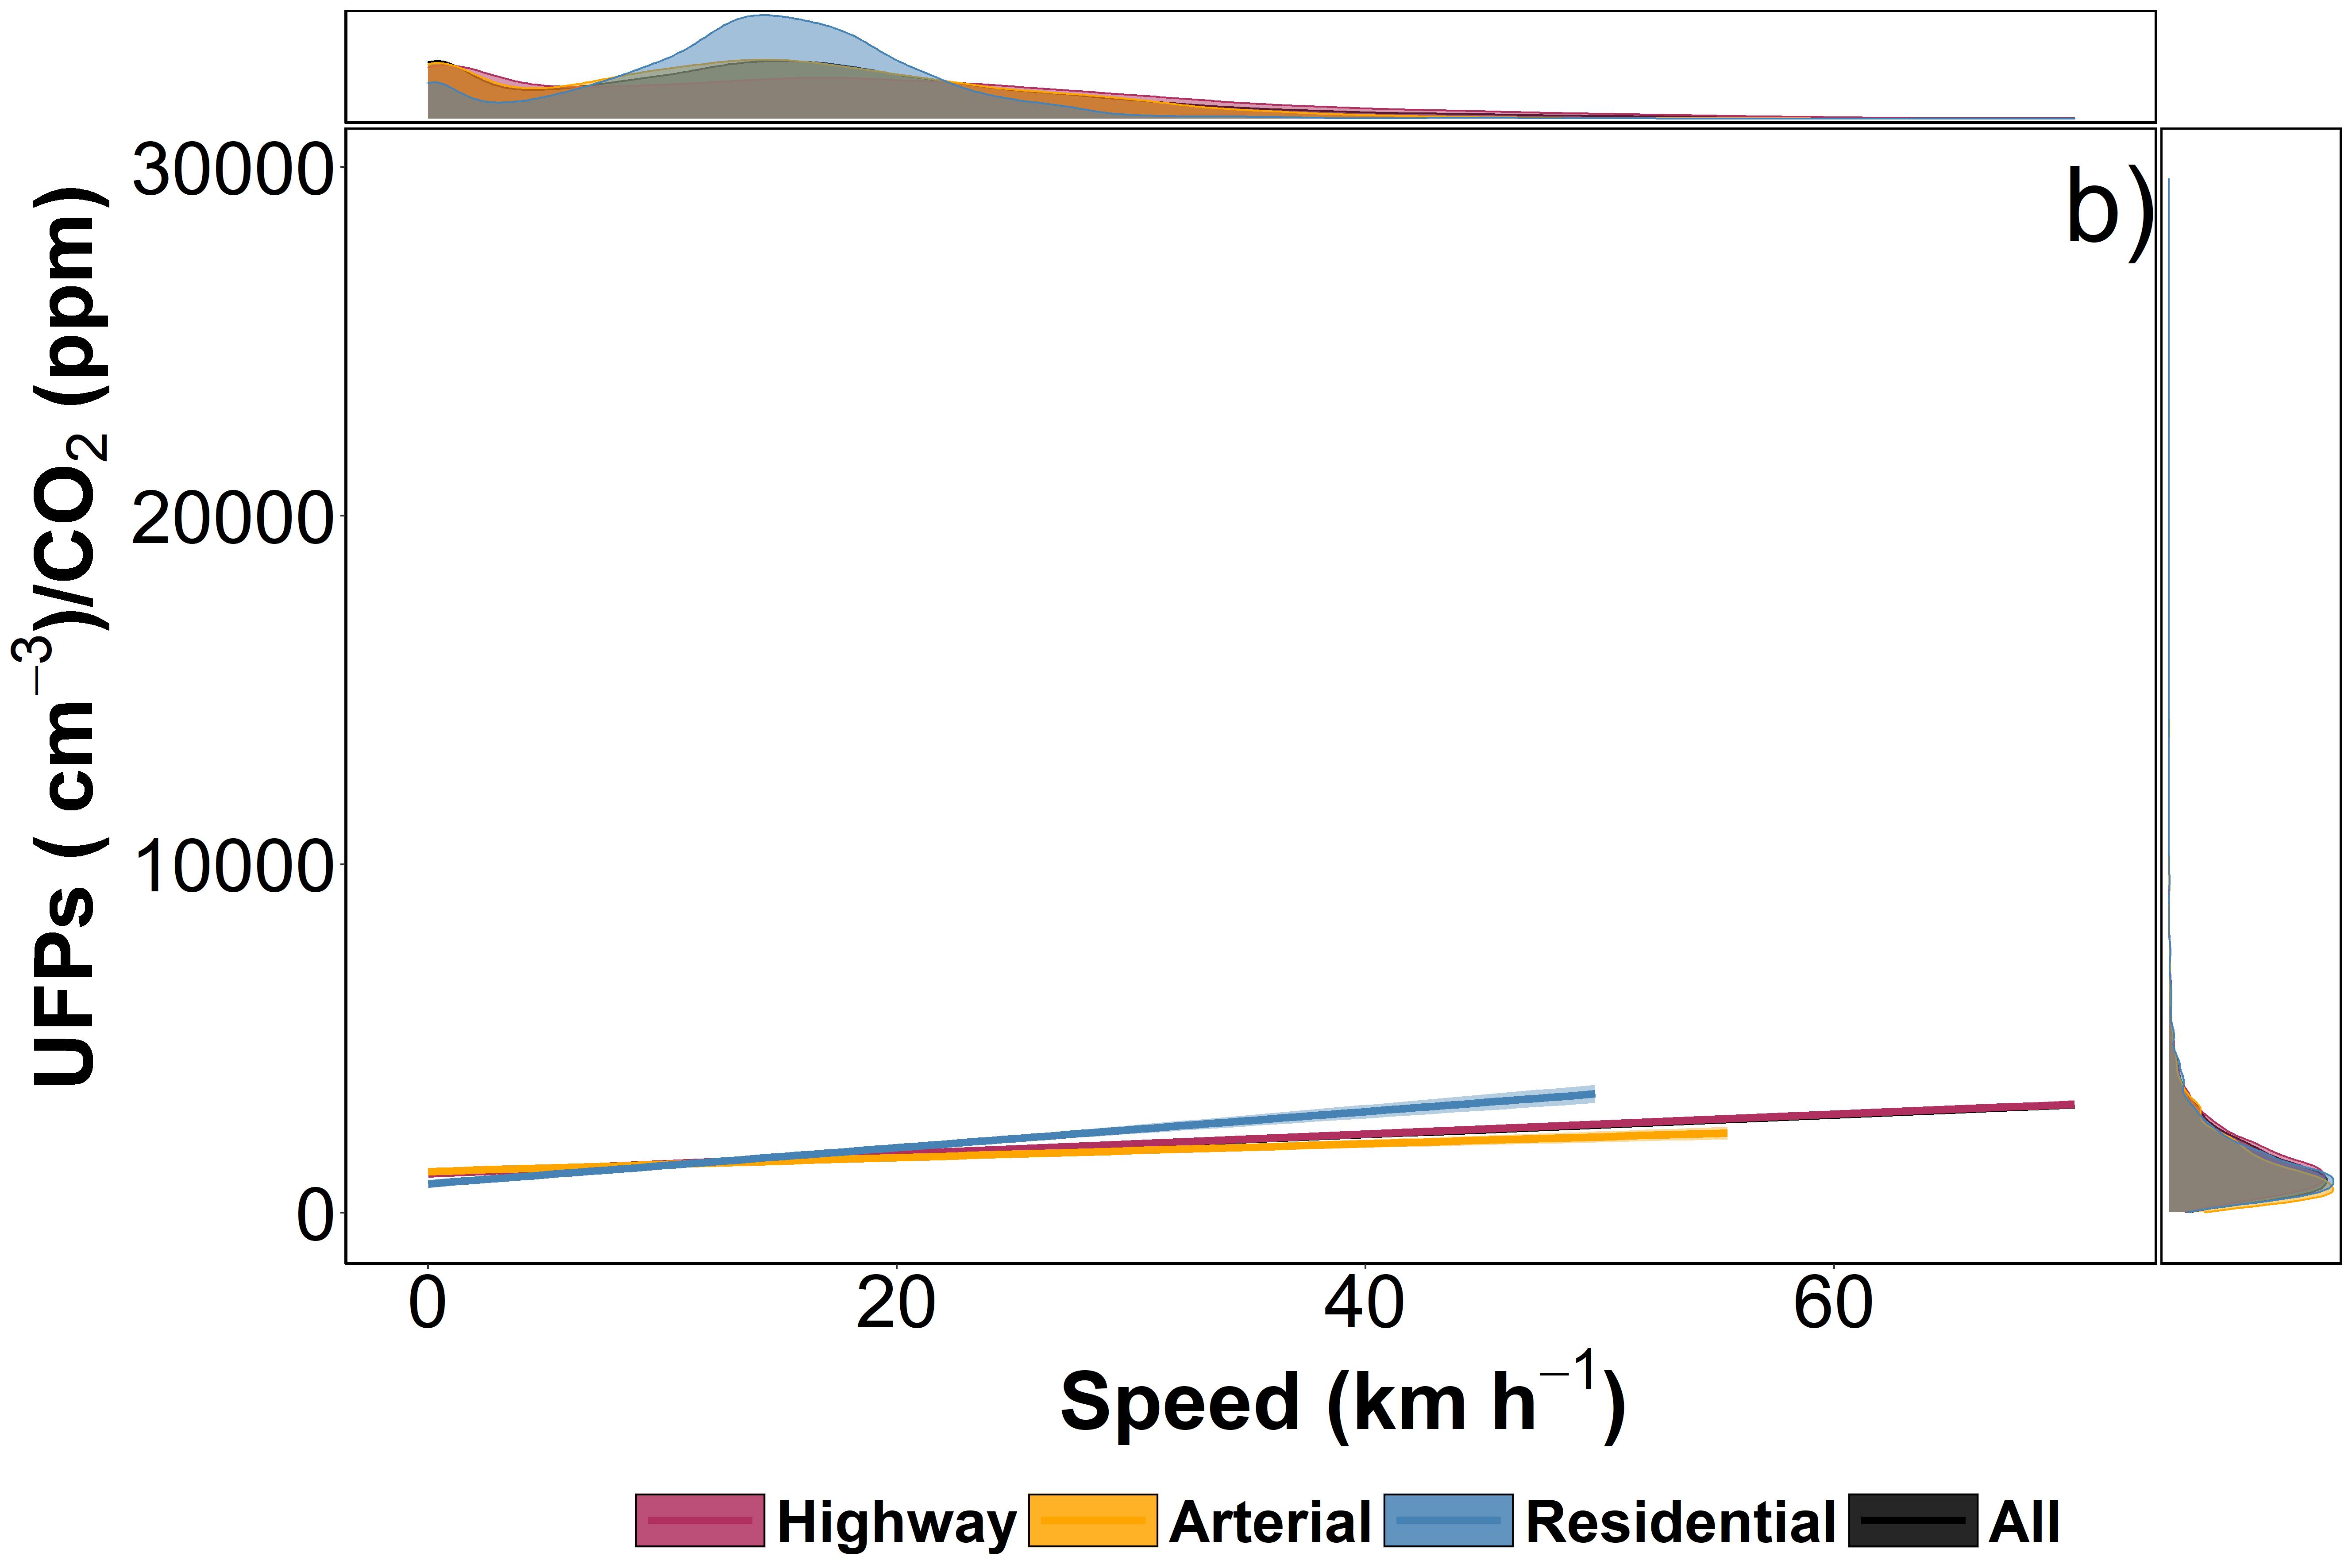 b)
30000
20000
10000
0
UFPs ( cm⁻³)/CO₂ (ppm)
0 20 40 60
Speed (km h⁻¹)
Highway Arterial Residential All